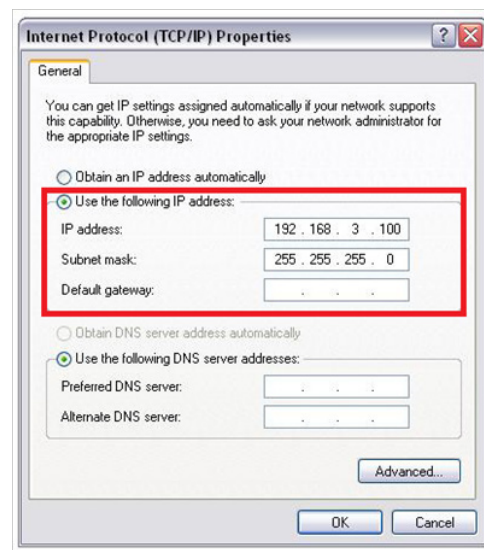 Internet Protocol (TCP/IP) Properties
General
You can get IP settings assigned automatically if your network supports
this capability. Otherwise, you need to ask your network administrator for
the appropriate IP settings.
Obtain an IP address automatically
Use the following IP address:
IP address: 192 . 168 . 3 . 100
Subnet mask: 255 . 255 . 255 . 0
Default gateway: . . .
Obtain DNS server address automatically
Use the following DNS server addresses:
Preferred DNS server: . . .
Alternate DNS server: . . .
Advanced...
OK Cancel